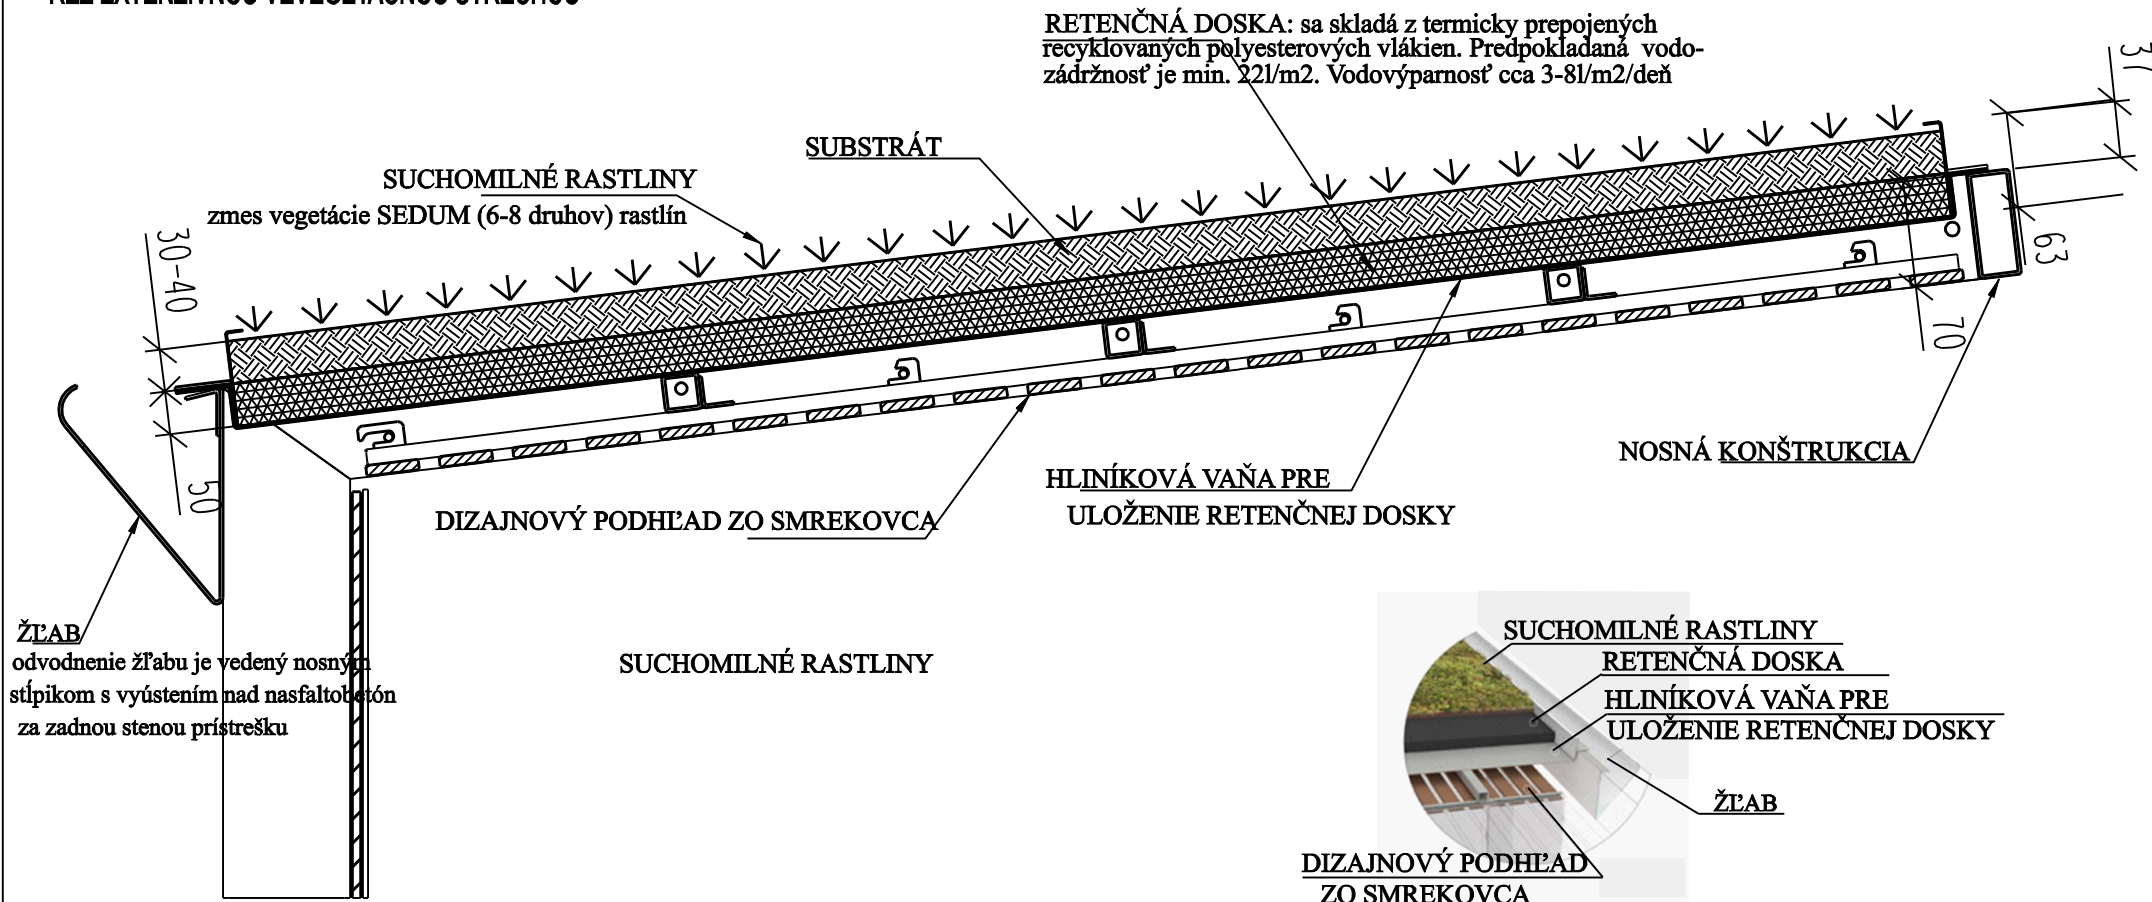 RETENČNÁ DOSKA: sa skladá z termicky prepojených
recyklovaných polyesterových vlákien. Predpokladaná vodo-
zádržnosť je min. 22l/m2. Vodovýparnosť cca 3-8l/m2/deň
SUBSTRÁT
SUCHOMILNÉ RASTLINY
zmes vegetácie SEDUM (6-8 druhov) rastlín
30-40
50
63
70
NOSNÁ KONŠTRUKCIA
HLINÍKOVÁ VAŇA PRE
ULOŽENIE RETENČNEJ DOSKY
DIZAJNOVÝ PODHĽAD ZO SMREKOVCA
ŽĽAB
odvodnenie žľabu je vedený nosným
stĺpikom s vyústením nad nasfaltobetón
za zadnou stenou prístrešku
SUCHOMILNÉ RASTLINY
SUCHOMILNÉ RASTLINY
RETENČNÁ DOSKA
HLINÍKOVÁ VAŇA PRE
ULOŽENIE RETENČNEJ DOSKY
ŽĽAB
DIZAJNOVÝ PODHĽAD
ZO SMREKOVCA